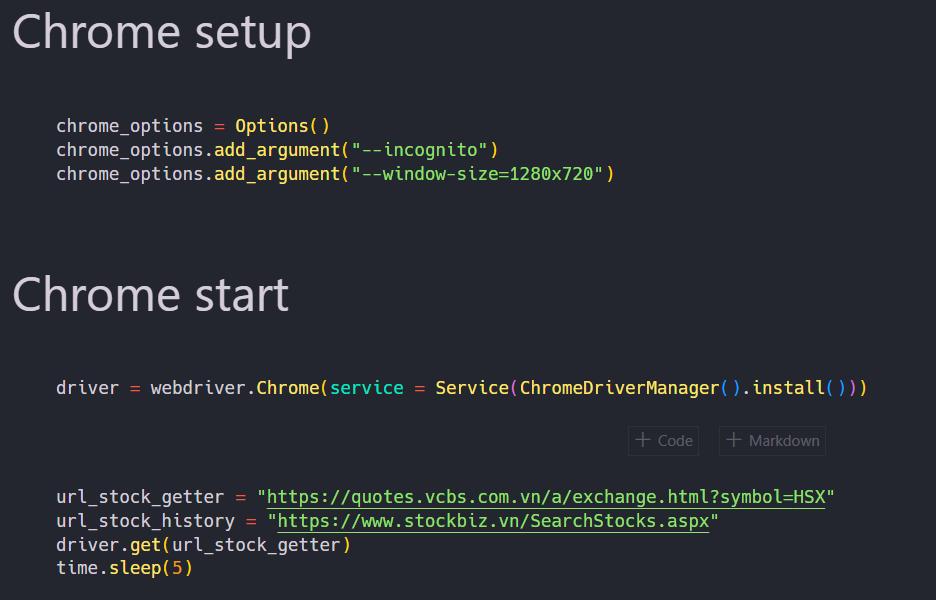 Chrome setup
chrome_options = Options()
chrome_options.add_argument("--incognito")
chrome_options.add_argument("--window-size=1280x720")
Chrome start
driver = webdriver.Chrome(service = Service(ChromeDriverManager().install()))
+ Code + Markdown
url_stock_getter = "https://quotes.vcbs.com.vn/a/exchange.html?symbol=HSX"
url_stock_history = "https://www.stockbiz.vn/SearchStocks.aspx"
driver.get(url_stock_getter)
time.sleep(5)